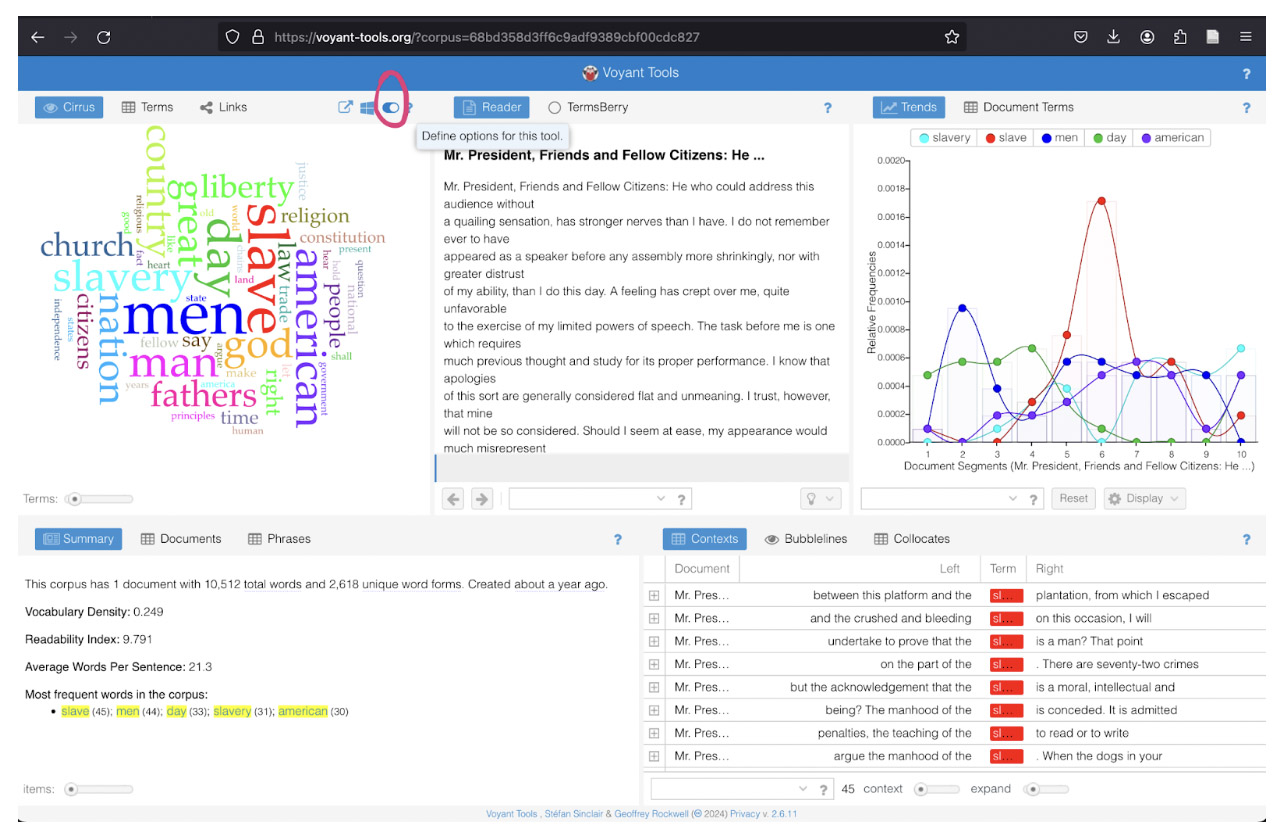 https://voyant-tools.org/?corpus=68bd358d3ff6c9adf9389cbf00cdc827
Voyant Tools
?
Cirrus Terms Links ?
Reader TermsBerry ?
Trends Document Terms ?
Define options for this tool.
country
liberty
justice
great
religious
good
old
world
slave
religion
day
constitution
church
like
fact
heart
chains
law
american
hear
present
slavery
land
trade
hold
people
question
national
men
state
nation
citizens
independence
states
fellow
say
argue
god
man
make
let
shall
government
years
america
right
fathers
principles
time
human
Terms:
Mr. President, Friends and Fellow Citizens: He ...
Mr. President, Friends and Fellow Citizens: He who could address this
audience without
a quailing sensation, has stronger nerves than I have. I do not remember
ever to have
appeared as a speaker before any assembly more shrinkingly, nor with
greater distrust
of my ability, than I do this day. A feeling has crept over me, quite
unfavorable
to the exercise of my limited powers of speech. The task before me is one
which requires
much previous thought and study for its proper performance. I know that
apologies
of this sort are generally considered flat and unmeaning. I trust, however,
that mine
will not be so considered. Should I seem at ease, my appearance would
much misrepresent
?
slavery slave men day american
0.0020
0.0018
0.0016
0.0014
0.0012
0.0010
0.0008
0.0006
0.0004
0.0002
0.0000
Relative Frequencies
1 2 3 4 5 6 7 8 9 10
Document Segments (Mr. President, Friends and Fellow Citizens: He ...)
? Reset Display
Summary Documents Phrases ?
This corpus has 1 document with 10,512 total words and 2,618 unique word forms. Created about a year ago.
Vocabulary Density: 0.249
Readability Index: 9.791
Average Words Per Sentence: 21.3
Most frequent words in the corpus:
• slave (45); men (44); day (33); slavery (31); american (30)
items:
Contexts Bubblelines Collocates ?
Document Left Term Right
Mr. Pres... between this platform and the sl... plantation, from which I escaped
Mr. Pres... and the crushed and bleeding sl... on this occasion, I will
Mr. Pres... undertake to prove that the sl... is a man? That point
Mr. Pres... on the part of the sl... . There are seventy-two crimes
Mr. Pres... but the acknowledgement that the sl... is a moral, intellectual and
Mr. Pres... being? The manhood of the sl... is conceded. It is admitted
Mr. Pres... penalties, the teaching of the sl... to read or to write
Mr. Pres... argue the manhood of the sl... . When the dogs in your
? 45 context expand
Voyant Tools , Stéfan Sinclair & Geoffrey Rockwell (© 2024) Privacy v. 2.6.11